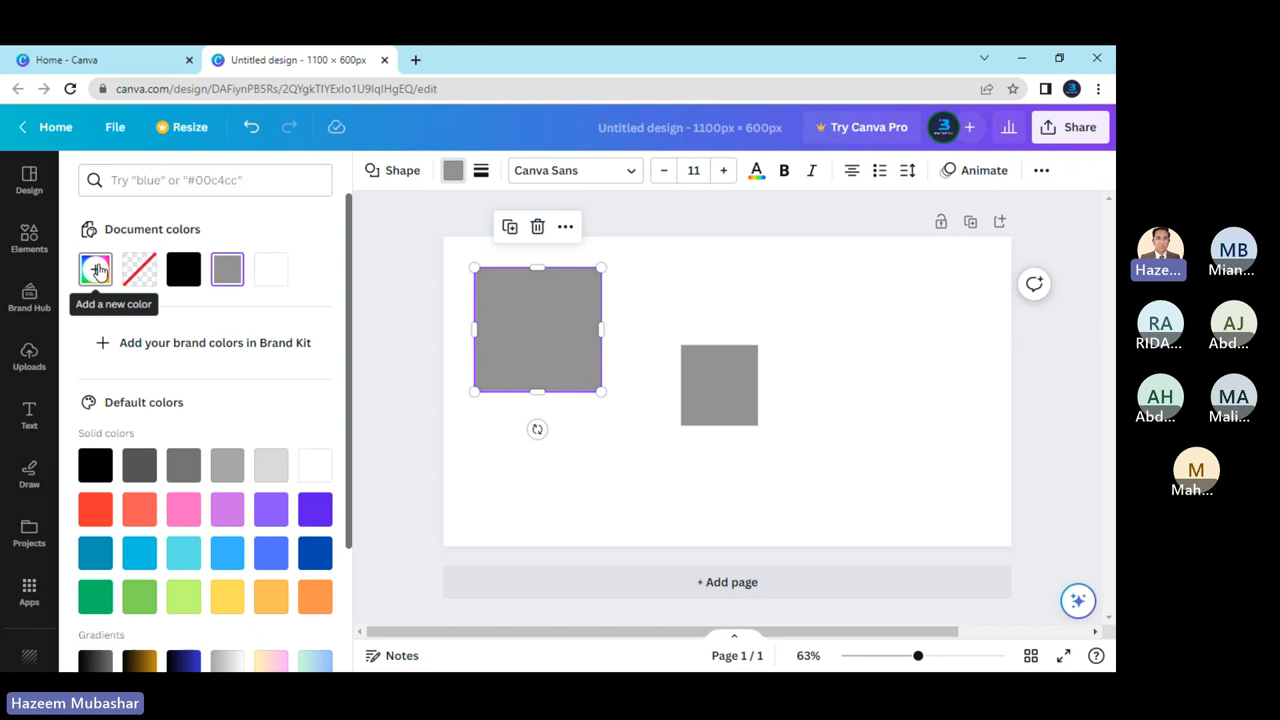 Home - Canva
Untitled design - 1100 × 600px
canva.com/design/DAFiynPB5Rs/2QYgkTlYExIo1U9IqIHgEQ/edit
Home
File
Resize
Untitled design - 1100px × 600px
Try Canva Pro
Share
Try "blue" or "#00c4cc"
Shape
Canva Sans
11
B
I
Animate
Design
Elements
Brand Hub
Uploads
Text
Draw
Projects
Apps
Document colors
Add a new color
Add your brand colors in Brand Kit
Default colors
Solid colors
Gradients
+ Add page
Notes
Page 1 / 1
63%
Haze...
MB
Mian...
RA
RIDA...
AJ
Abd...
AH
Abd...
MA
Mali...
M
Mah...
Hazeem Mubashar